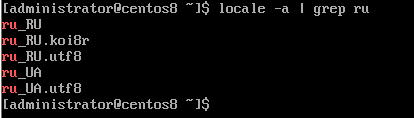 [administrator@centos8 ~]$ locale -a | grep ru
ru_RU
ru_RU.koi8r
ru_RU.utf8
ru_UA
ru_UA.utf8
[administrator@centos8 ~]$